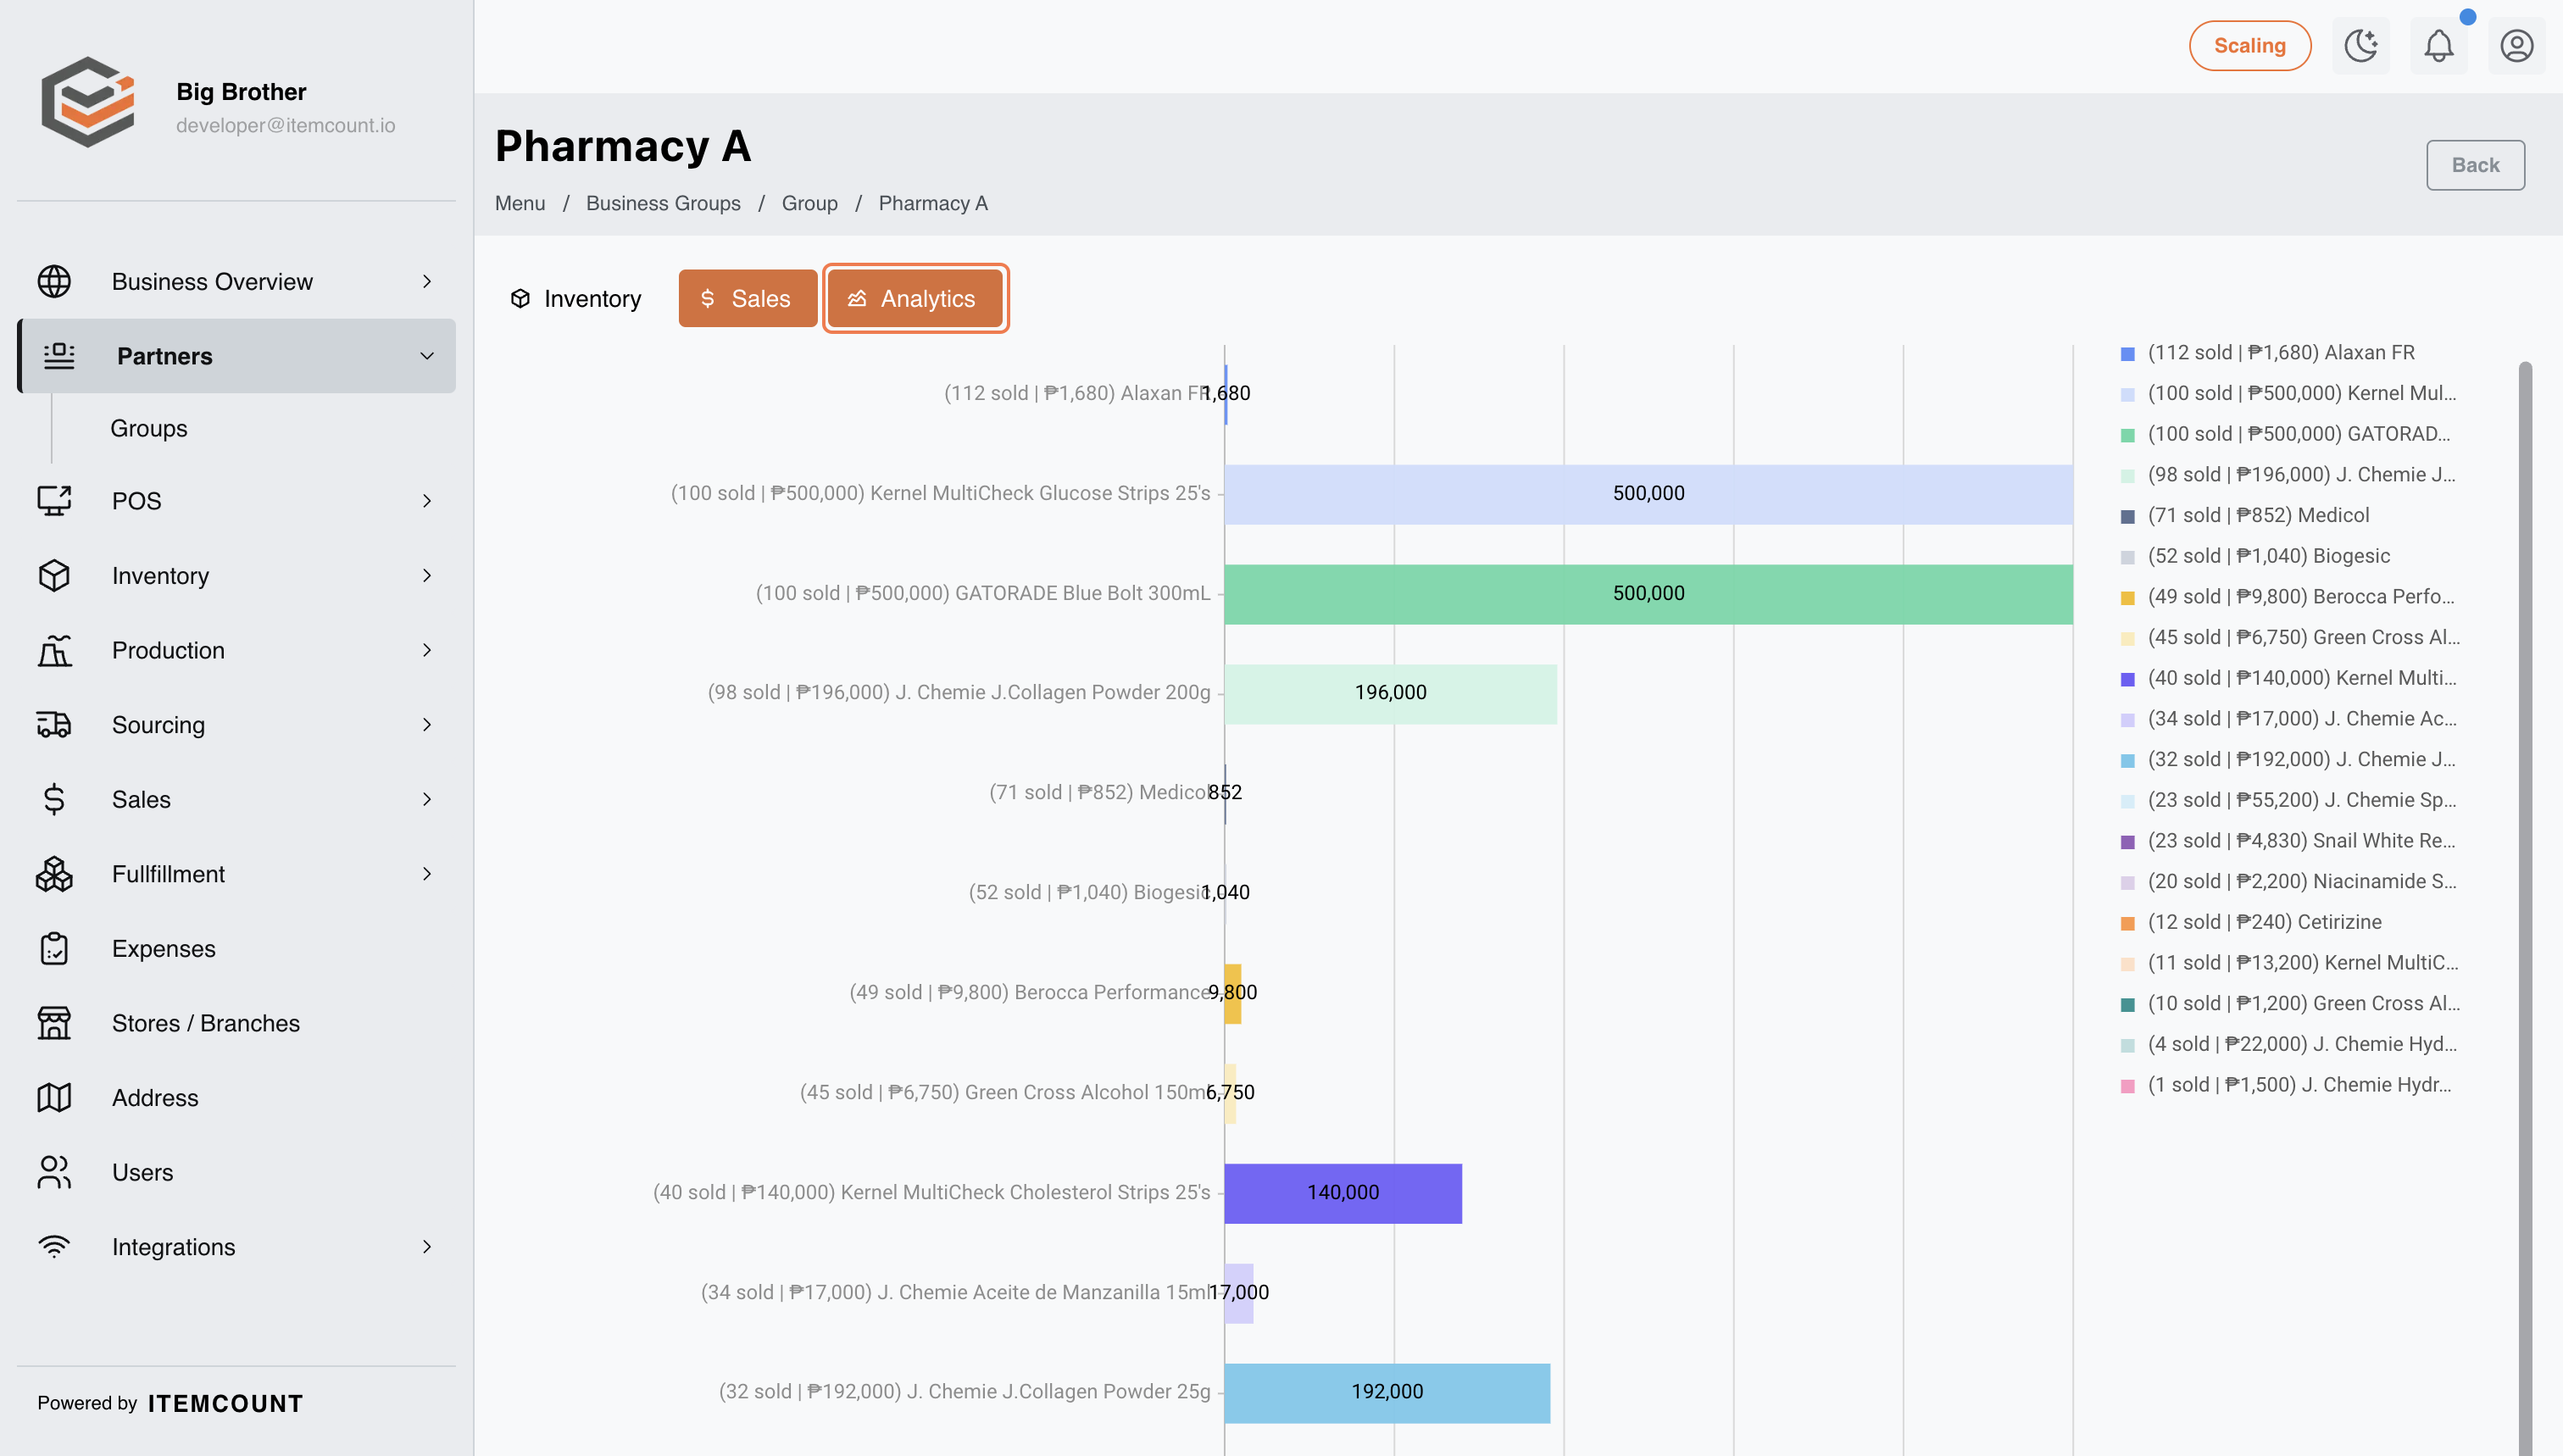 Big Brother
developer@itemcount.io
Business Overview
Partners
Groups
POS
Inventory
Production
Sourcing
Sales
Fullfillment
Expenses
Stores / Branches
Address
Users
Integrations
Powered by ITEMCOUNT
Scaling
Pharmacy A
Back
Menu / Business Groups / Group / Pharmacy A
Inventory
Sales
Analytics
(112 sold | ₱1,680) Alaxan FR 1,680
(100 sold | ₱500,000) Kernel MultiCheck Glucose Strips 25's 500,000
(100 sold | ₱500,000) GATORADE Blue Bolt 300mL 500,000
(98 sold | ₱196,000) J. Chemie J.Collagen Powder 200g 196,000
(71 sold | ₱852) Medicol 852
(52 sold | ₱1,040) Biogesic 1,040
(49 sold | ₱9,800) Berocca Performance 9,800
(45 sold | ₱6,750) Green Cross Alcohol 150ml 6,750
(40 sold | ₱140,000) Kernel MultiCheck Cholesterol Strips 25's 140,000
(34 sold | ₱17,000) J. Chemie Aceite de Manzanilla 15ml 17,000
(32 sold | ₱192,000) J. Chemie J.Collagen Powder 25g 192,000
(112 sold | ₱1,680) Alaxan FR
(100 sold | ₱500,000) Kernel Mul...
(100 sold | ₱500,000) GATORAD...
(98 sold | ₱196,000) J. Chemie J...
(71 sold | ₱852) Medicol
(52 sold | ₱1,040) Biogesic
(49 sold | ₱9,800) Berocca Perfo...
(45 sold | ₱6,750) Green Cross Al...
(40 sold | ₱140,000) Kernel Multi...
(34 sold | ₱17,000) J. Chemie Ac...
(32 sold | ₱192,000) J. Chemie J...
(23 sold | ₱55,200) J. Chemie Sp...
(23 sold | ₱4,830) Snail White Re...
(20 sold | ₱2,200) Niacinamide S...
(12 sold | ₱240) Cetirizine
(11 sold | ₱13,200) Kernel MultiC...
(10 sold | ₱1,200) Green Cross Al...
(4 sold | ₱22,000) J. Chemie Hyd...
(1 sold | ₱1,500) J. Chemie Hydr...